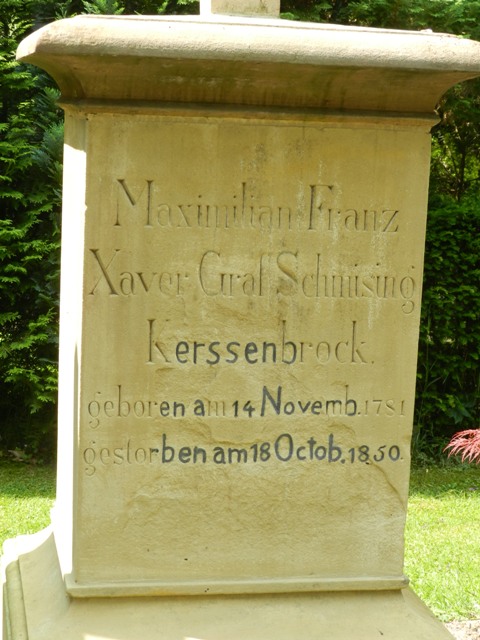 Maximilian Franz
Xaver Graf Schmising
Kerssenbrock.
geboren am 14 Novemb. 1781
gestorben am 18 Octob. 1850.